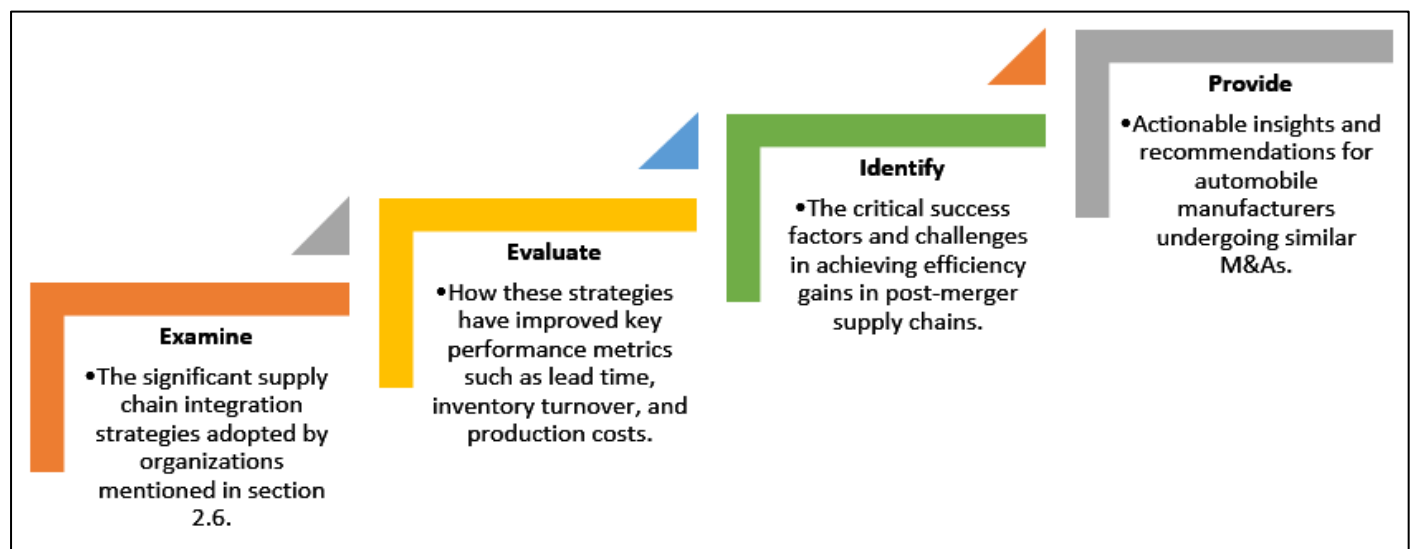 Examine
•The significant supply
chain integration
strategies adopted by
organizations
mentioned in section
2.6.
Evaluate
•How these strategies
have improved key
performance metrics
such as lead time,
inventory turnover, and
production costs.
Identify
•The critical success
factors and challenges
in achieving efficiency
gains in post-merger
supply chains.
Provide
•Actionable insights and
recommendations for
automobile
manufacturers
undergoing similar
M&As.